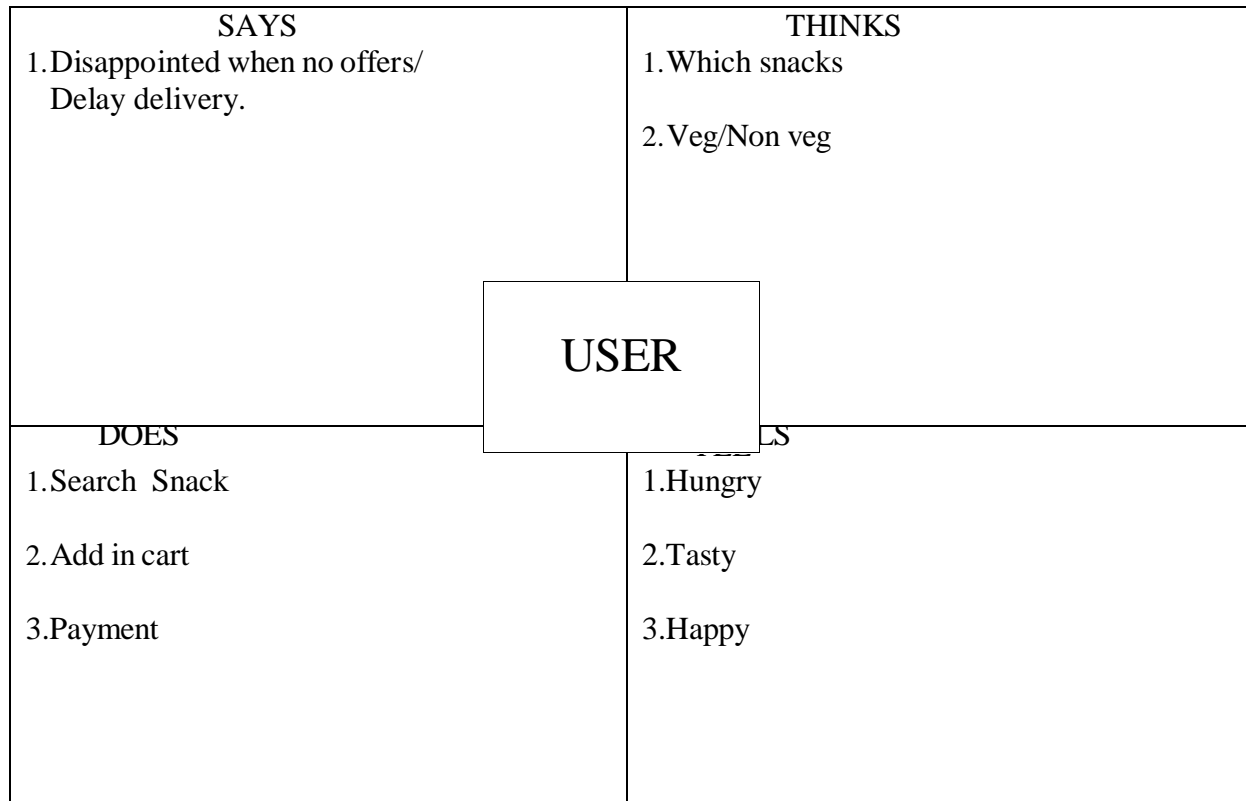 SAYS
1.Disappointed when no offers/
Delay delivery.
THINKS
1.Which snacks
2.Veg/Non veg
USER
DOES
1.Search Snack
2.Add in cart
3.Payment
LS
1.Hungry
2.Tasty
3.Happy